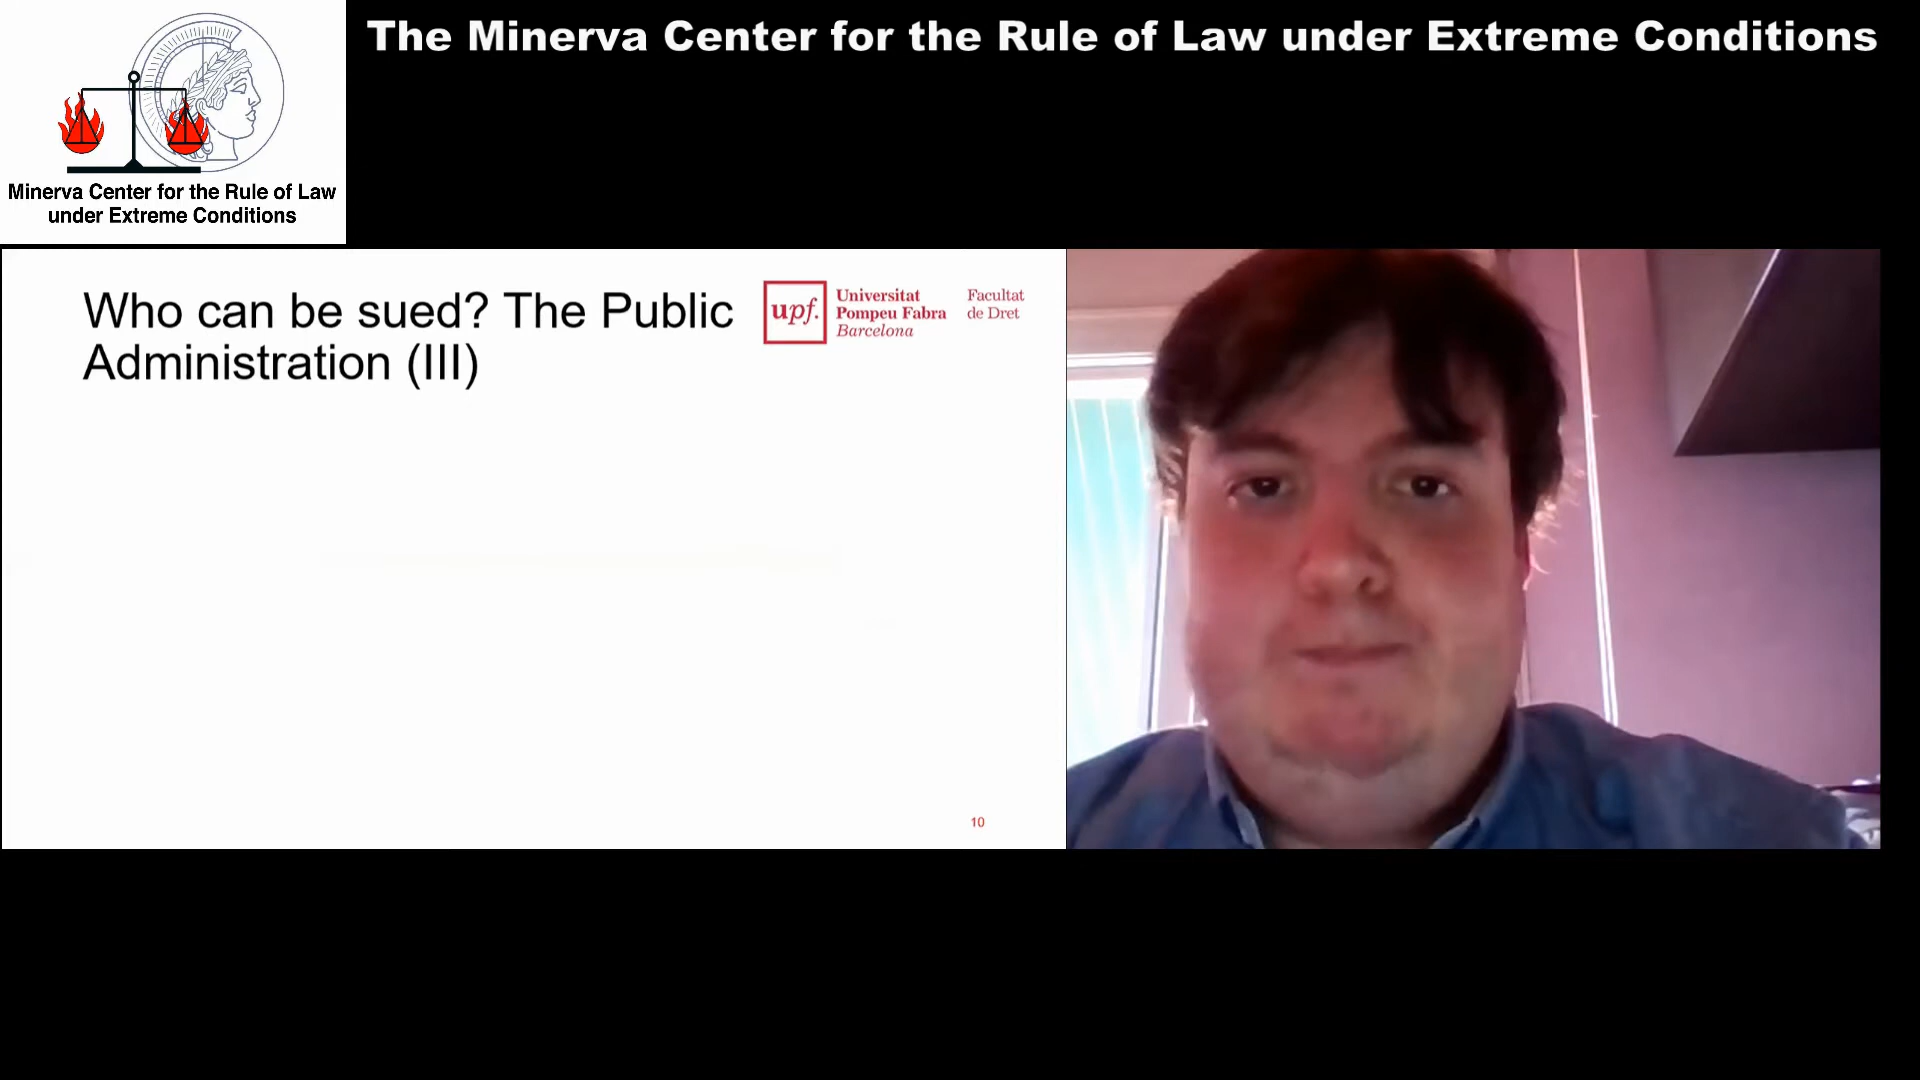 The Minerva Center for the Rule of Law under Extreme Conditions
Minerva Center for the Rule of Law
under Extreme Conditions
Who can be sued? The Public
Administration (III)
upf.
Universitat
Pompeu Fabra
Barcelona
Facultat
de Dret
10